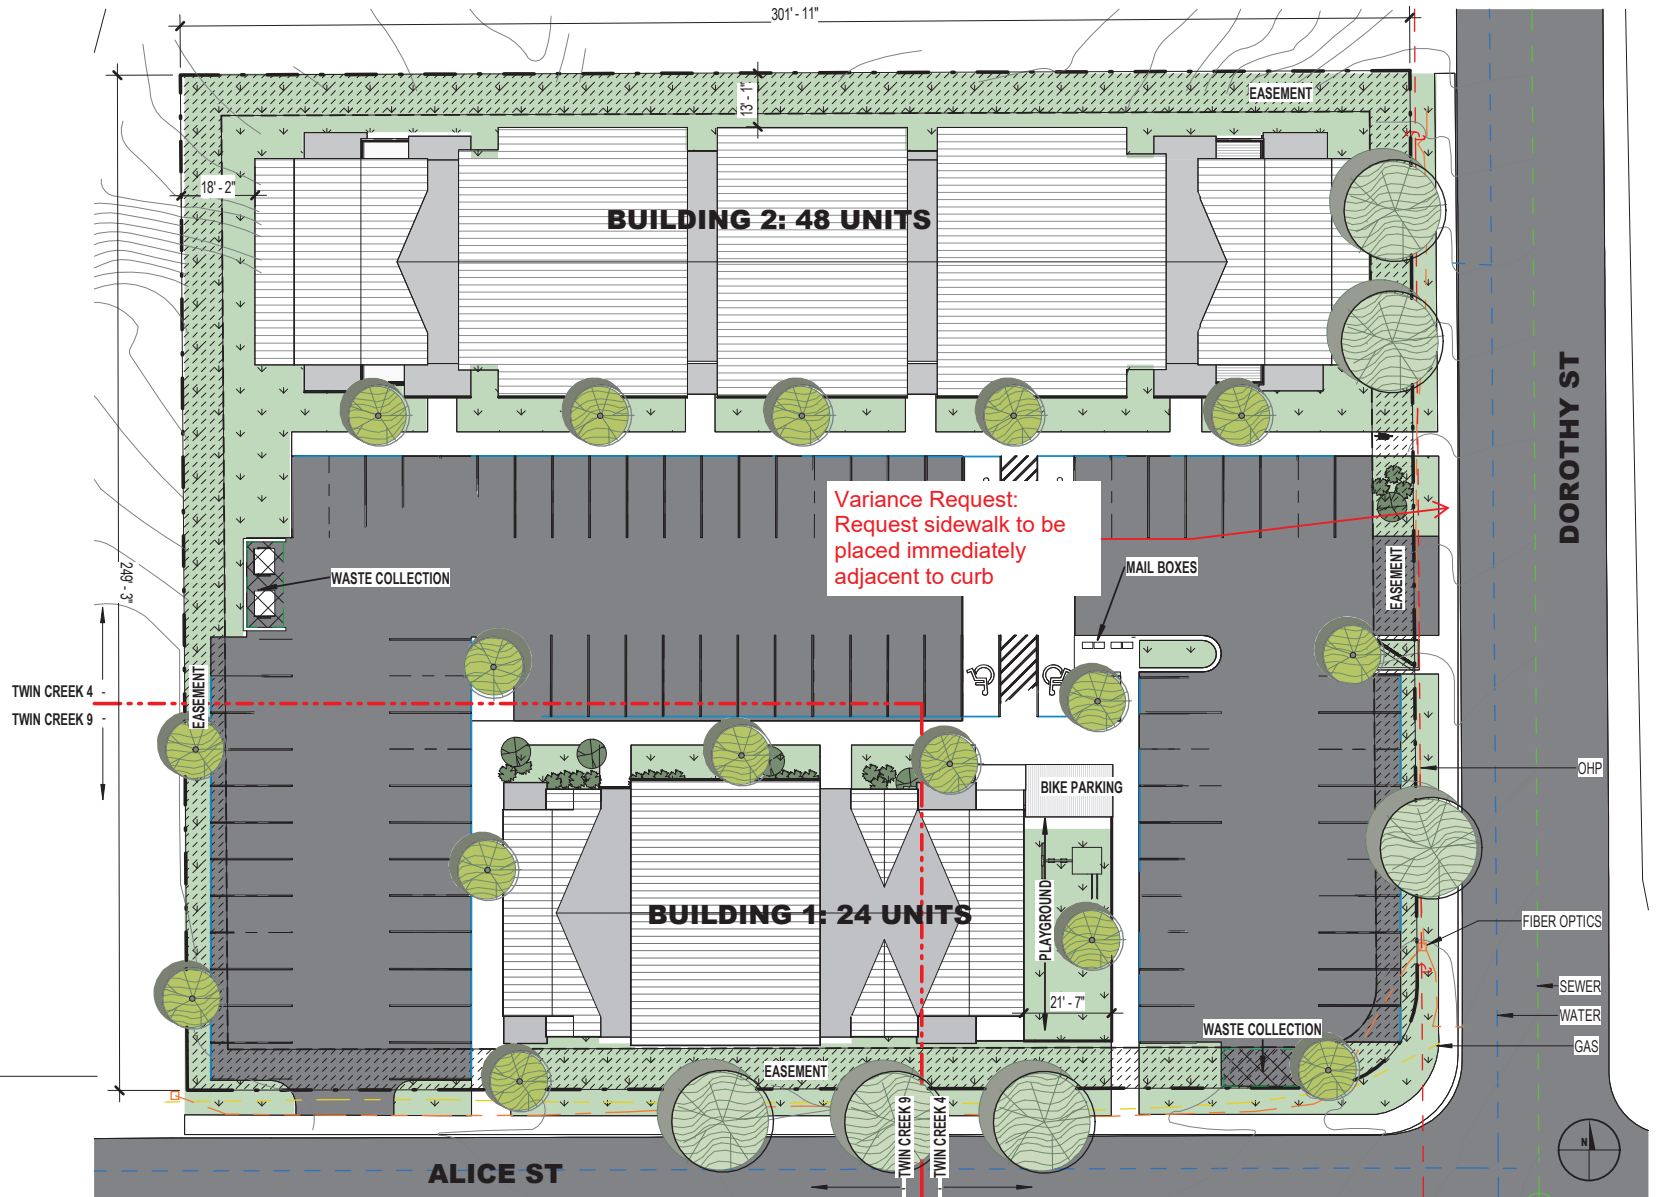 301' - 11"
EASEMENT
13' - 1"
18' - 2"
BUILDING 2: 48 UNITS
DOROTHY ST
Variance Request:
Request sidewalk to be
placed immediately
adjacent to curb
WASTE COLLECTION
MAIL BOXES
EASEMENT
249' - 3"
EASEMENT
TWIN CREEK 4
TWIN CREEK 9
OHP
BIKE PARKING
PLAYGROUND
BUILDING 1: 24 UNITS
FIBER OPTICS
21' - 7"
SEWER
WATER
WASTE COLLECTION
GAS
EASEMENT
TWIN CREEK 9
TWIN CREEK 4
N
ALICE ST